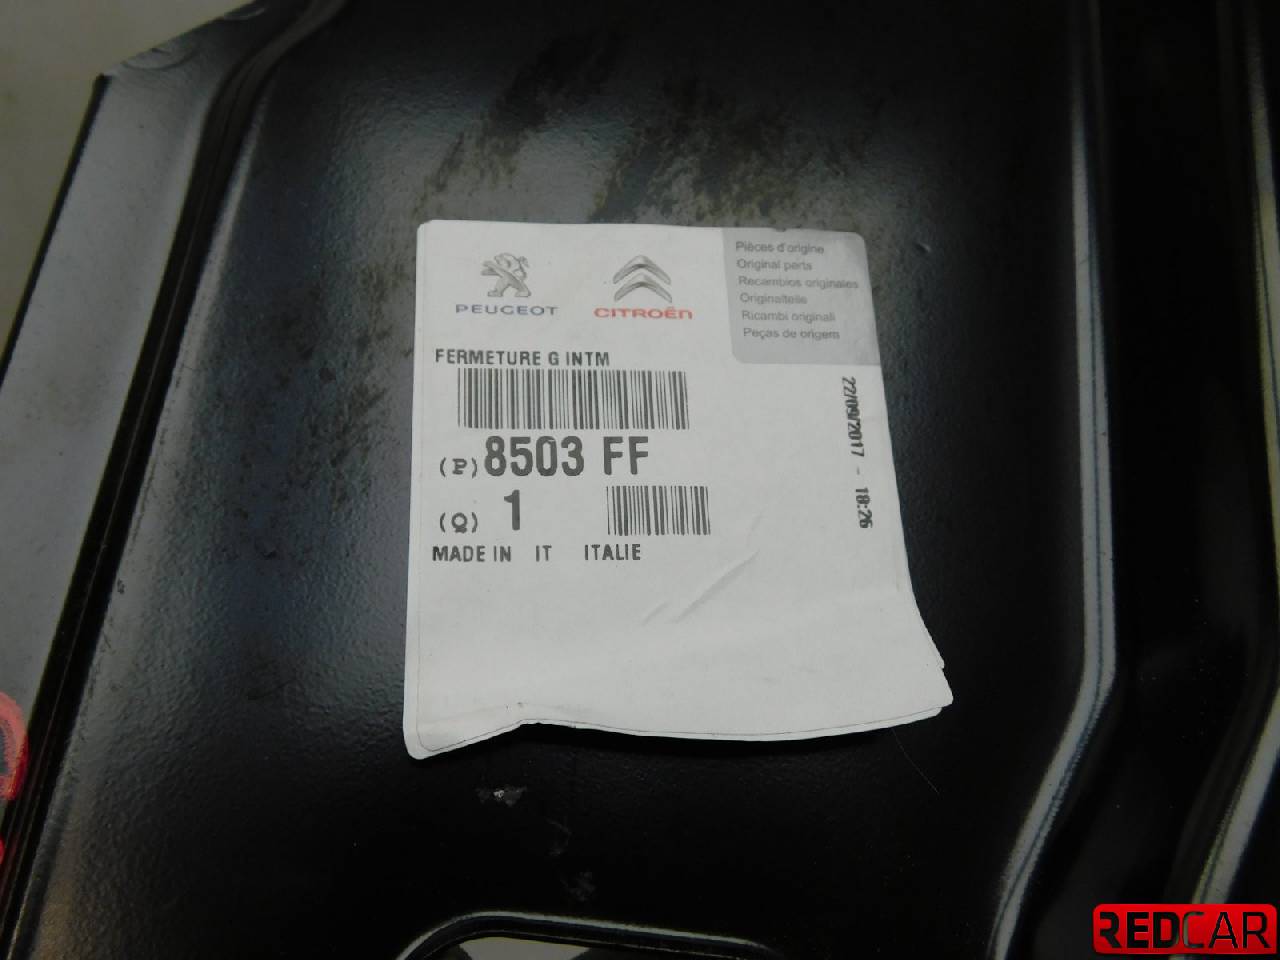 PEUGEOT
CITROËN
Pièces d'origine
Original parts
Recambios originales
Originalteile
Ricambi originali
Peças de origem
FERMETURE G INTM
(P) 8503 FF
(Q) 1
MADE IN IT ITALIE
22/09/2017 - 18:26
REDCAR